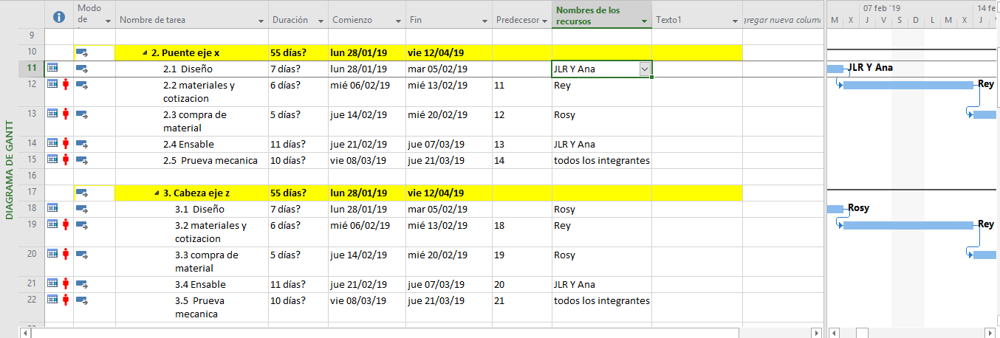 DIAGRAMA DE GANTT
Modo de Nombre de tarea Duración Comienzo Fin Predecesor Nombres de los recursos Texto1 gregar nueva column
9
10 2. Puente eje x 55 días? lun 28/01/19 vie 12/04/19
11 2.1 Diseño 7 días? lun 28/01/19 mar 05/02/19 JLR Y Ana
12 2.2 materiales y cotizacion 6 días? mié 06/02/19 mié 13/02/19 11 Rey
13 2.3 compra de material 5 días? jue 14/02/19 mié 20/02/19 12 Rosy
14 2.4 Ensable 11 días? jue 21/02/19 jue 07/03/19 13 JLR Y Ana
15 2.5 Prueva mecanica 10 días? vie 08/03/19 jue 21/03/19 14 todos los integrantes
16
17 3. Cabeza eje z 55 días? lun 28/01/19 vie 12/04/19
18 3.1 Diseño 7 días? lun 28/01/19 mar 05/02/19 Rosy
19 3.2 materiales y cotizacion 6 días? mié 06/02/19 mié 13/02/19 18 Rey
20 3.3 compra de material 5 días? jue 14/02/19 mié 20/02/19 19 Rosy
21 3.4 Ensable 11 días? jue 21/02/19 jue 07/03/19 20 JLR Y Ana
22 3.5 Prueva mecanica 10 días? vie 08/03/19 jue 21/03/19 21 todos los integrantes
07 feb '19 14 fe
M X J V S D L M X J
JLR Y Ana
Rey
Rosy
Rey